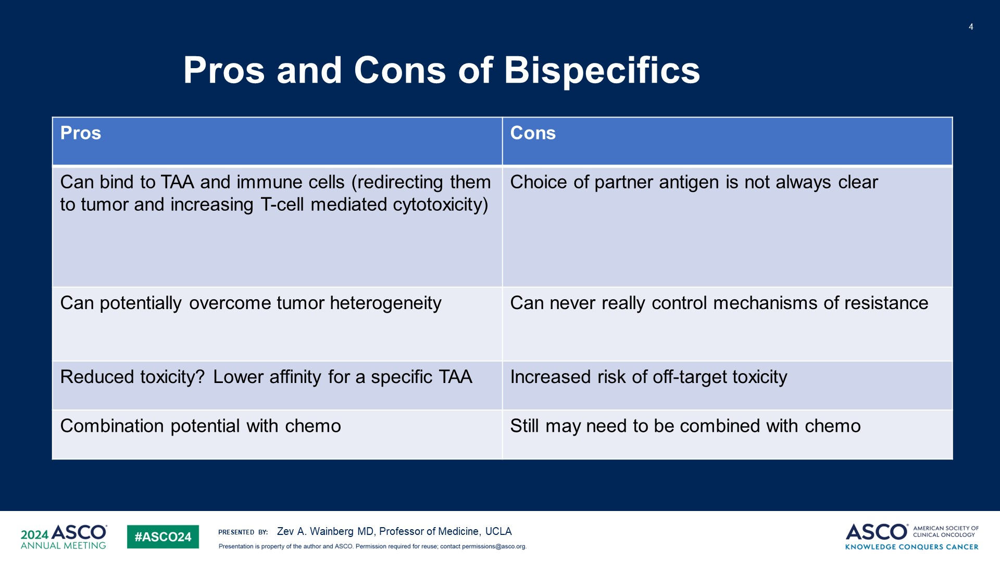 4
Pros and Cons of Bispecifics
Pros
Cons
Can bind to TAA and immune cells (redirecting them
to tumor and increasing T-cell mediated cytotoxicity)
Choice of partner antigen is not always clear
Can potentially overcome tumor heterogeneity
Can never really control mechanisms of resistance
Reduced toxicity? Lower affinity for a specific TAA
Increased risk of off-target toxicity
Combination potential with chemo
Still may need to be combined with chemo
2024 ASCO®
ANNUAL MEETING
#ASCO24
PRESENTED BY: Zev A. Wainberg MD, Professor of Medicine, UCLA
Presentation is property of the author and ASCO. Permission required for reuse; contact permissions@asco.org.
ASCO® AMERICAN SOCIETY OF
CLINICAL ONCOLOGY
KNOWLEDGE CONQUERS CANCER